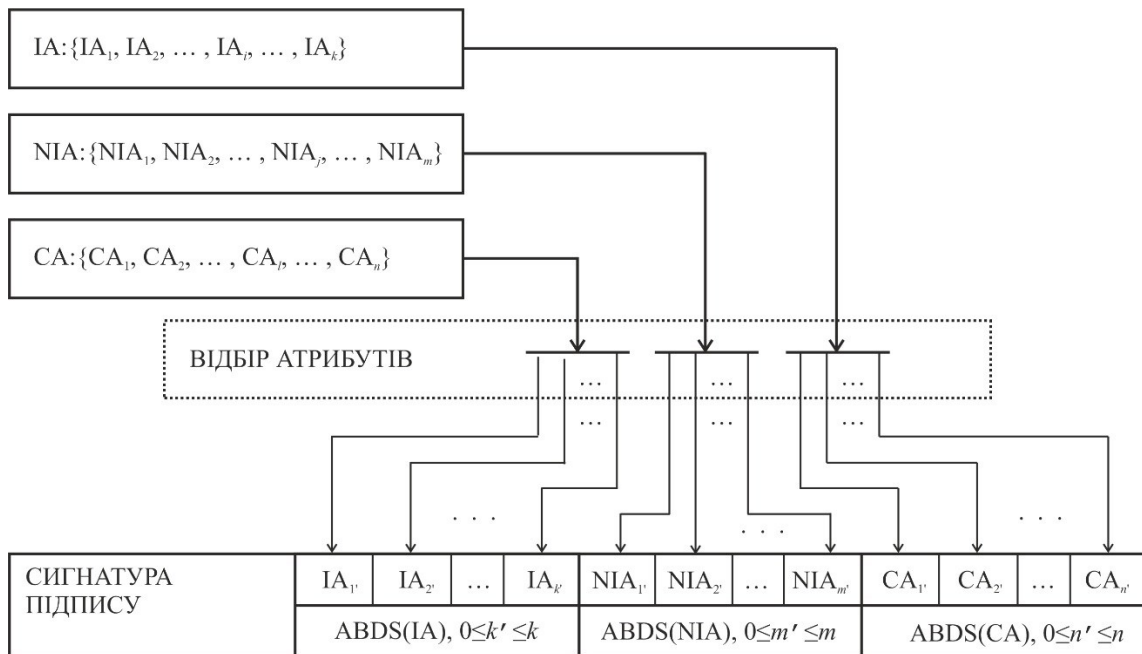 IA:{IA₁, IA₂, … , IAᵢ, … , IAₖ}
NIA:{NIA₁, NIA₂, … , NIAⱼ, … , NIAₘ}
CA:{CA₁, CA₂, … , CAₗ, … , CAₙ}
ВІДБІР АТРИБУТІВ
… … …
… … …
. . . . . . . . .
СИГНАТУРА ПІДПИСУ
IA₁' IA₂' … IAₖ' NIA₁' NIA₂' … NIAₘ' CA₁' CA₂' … CAₙ'
ABDS(IA), 0≤k′ ≤k ABDS(NIA), 0≤m′ ≤m ABDS(CA), 0≤n′ ≤n